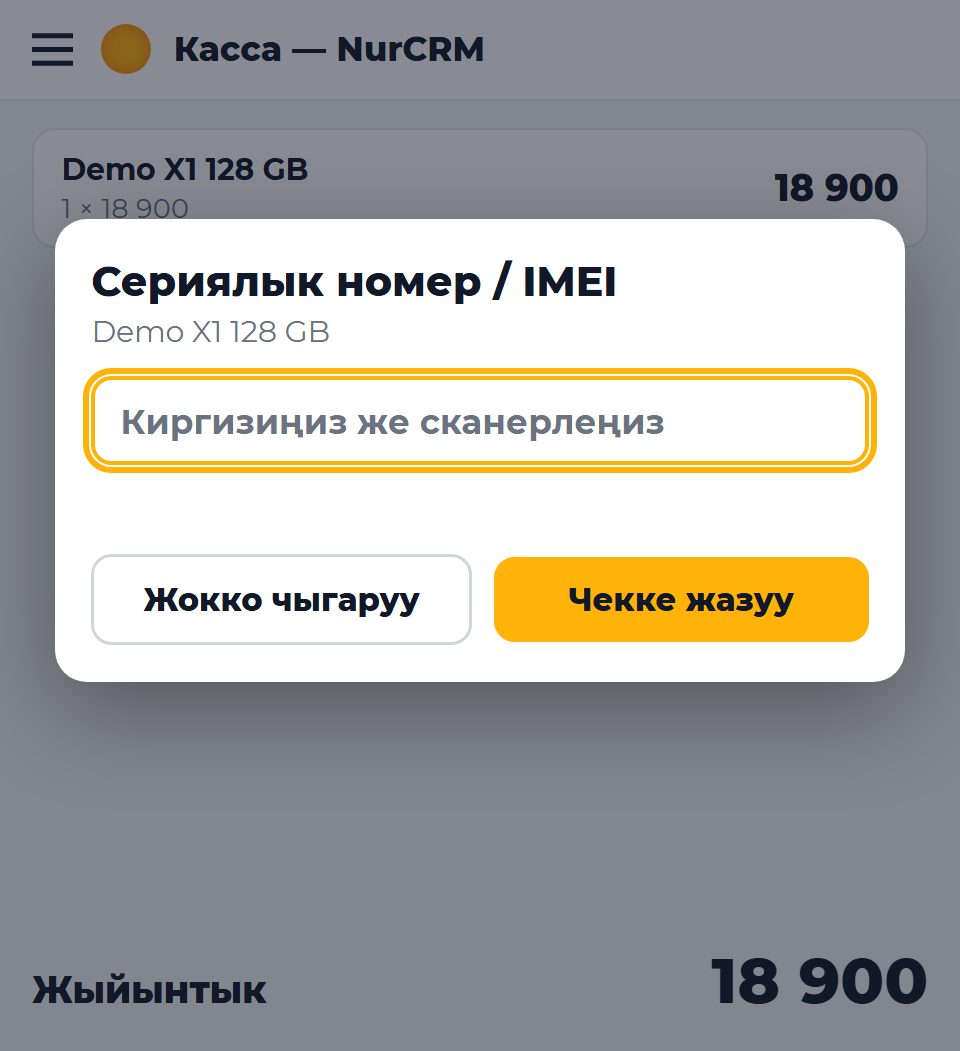 Касса — NurCRM
Demo X1 128 GB
1 × 18 900
18 900
Сериялык номер / IMEI
Demo X1 128 GB
Киргизиңиз же сканерлеңиз
Жокко чыгаруу
Чекке жазуу
Жыйынтык
18 900